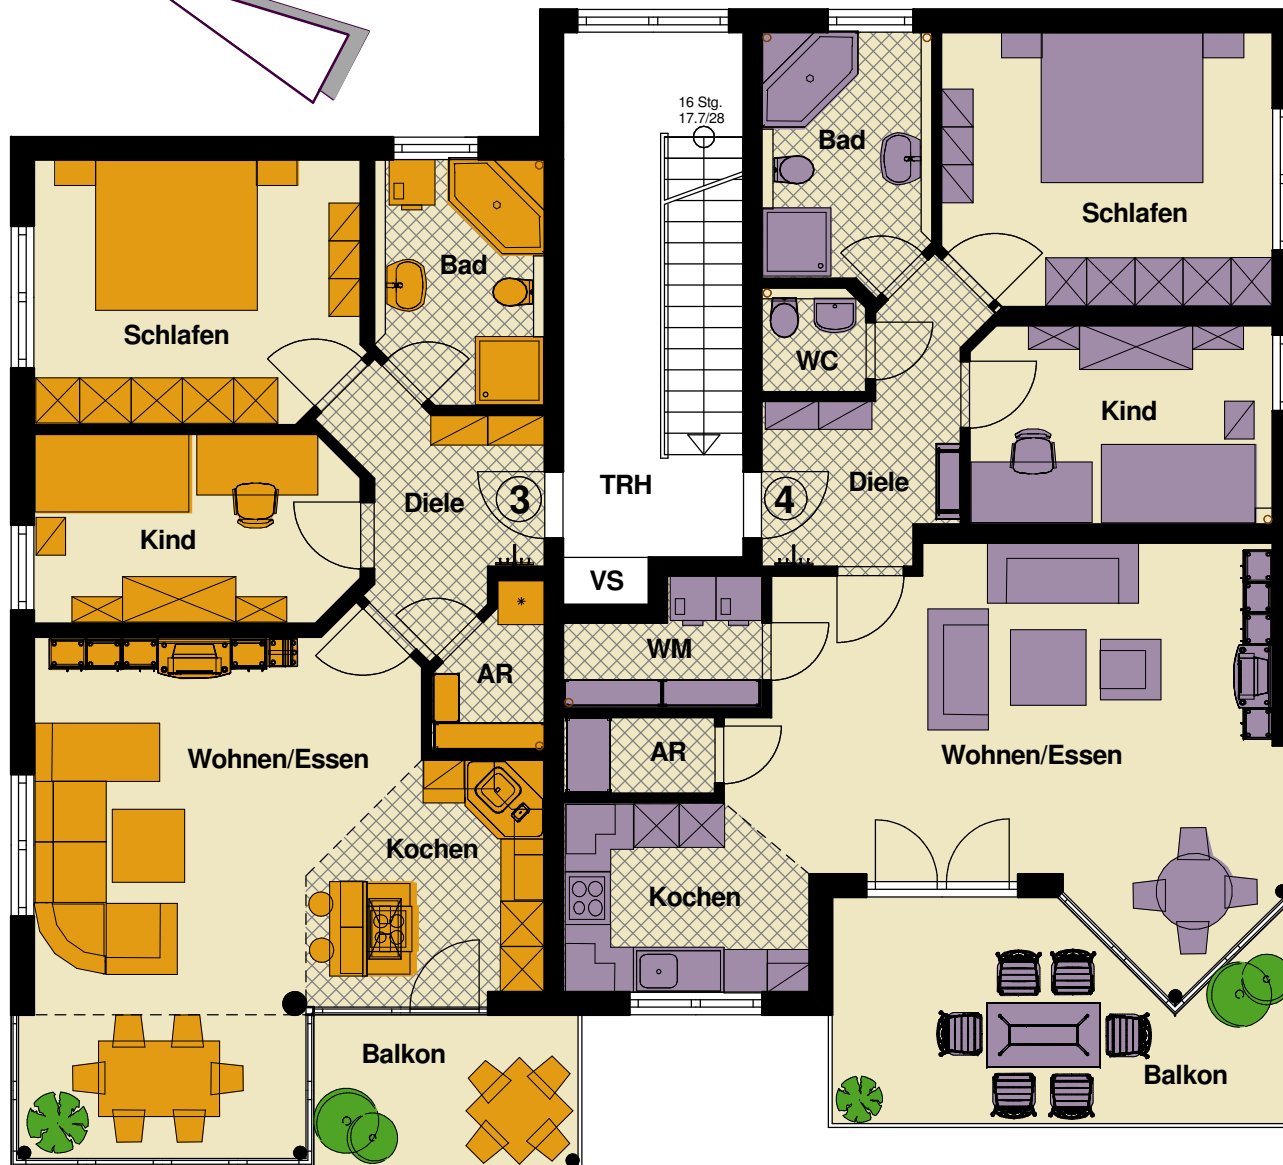 16 Stg.
17.7/28
Bad
Schlafen
Bad
Schlafen
WC
Kind
Diele
3
TRH
4
Diele
Kind
VS
WM
AR
AR
Wohnen/Essen
Wohnen/Essen
Kochen
Kochen
Balkon
Balkon